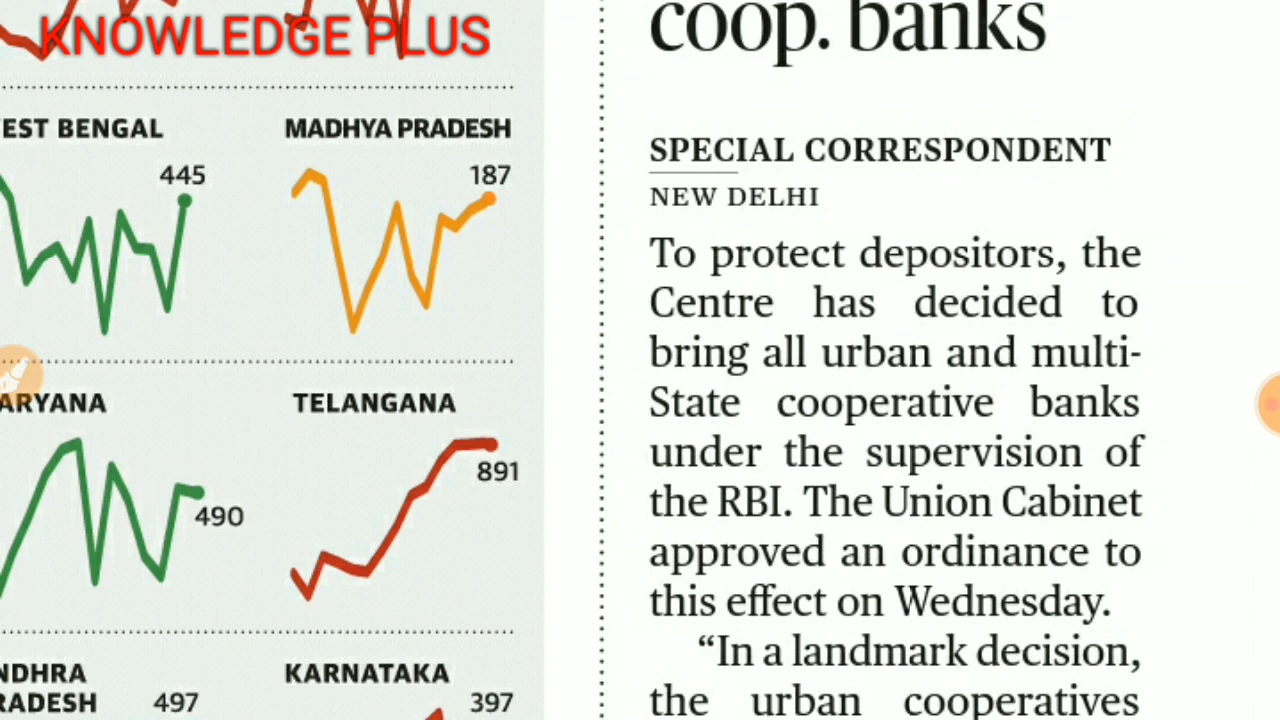 KNOWLEDGE PLUS
EST BENGAL
445
MADHYA PRADESH
187
ARYANA
490
TELANGANA
891
NDHRA
RADESH
497
KARNATAKA
397
coop. banks
SPECIAL CORRESPONDENT
NEW DELHI
To protect depositors, the
Centre has decided to
bring all urban and multi-
State cooperative banks
under the supervision of
the RBI. The Union Cabinet
approved an ordinance to
this effect on Wednesday.
“In a landmark decision,
the urban cooperatives